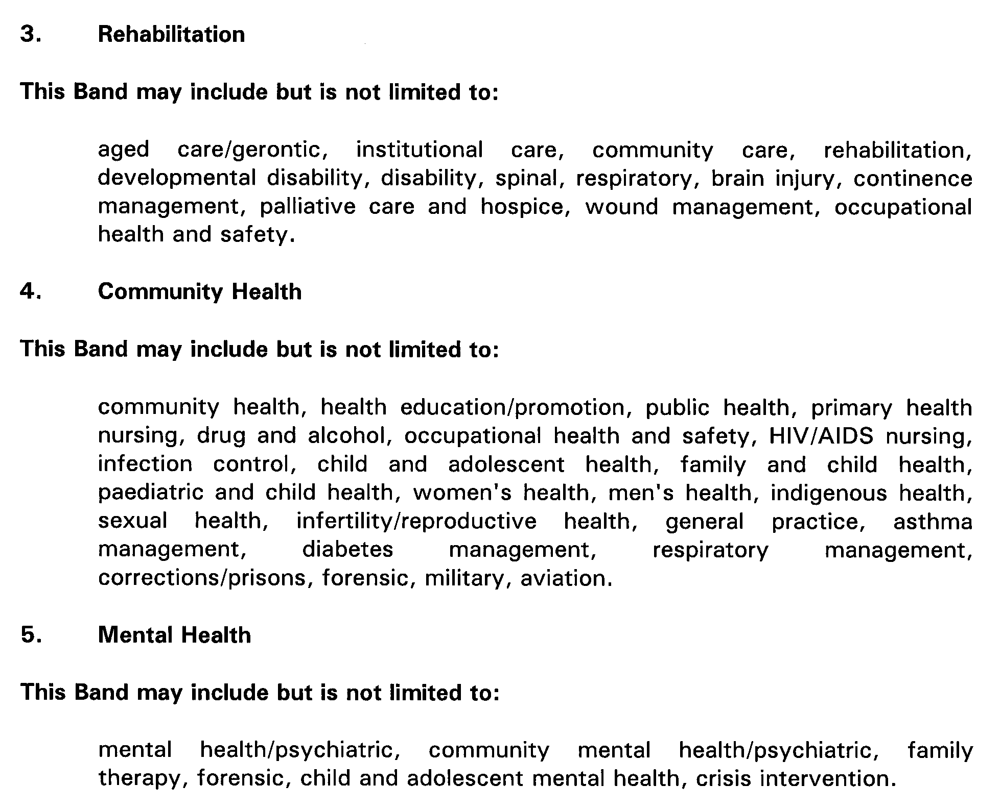 3. Rehabilitation
This Band may include but is not limited to:
aged care/gerontic, institutional care, community care, rehabilitation,
developmental disability, disability, spinal, respiratory, brain injury, continence
management, palliative care and hospice, wound management, occupational
health and safety.
4. Community Health
This Band may include but is not limited to:
community health, health education/promotion, public health, primary health
nursing, drug and alcohol, occupational health and safety, HIV/AIDS nursing,
infection control, child and adolescent health, family and child health,
paediatric and child health, women's health, men's health, indigenous health,
sexual health, infertility/reproductive health, general practice, asthma
management, diabetes management, respiratory management,
corrections/prisons, forensic, military, aviation.
5. Mental Health
This Band may include but is not limited to:
mental health/psychiatric, community mental health/psychiatric, family
therapy, forensic, child and adolescent mental health, crisis intervention.